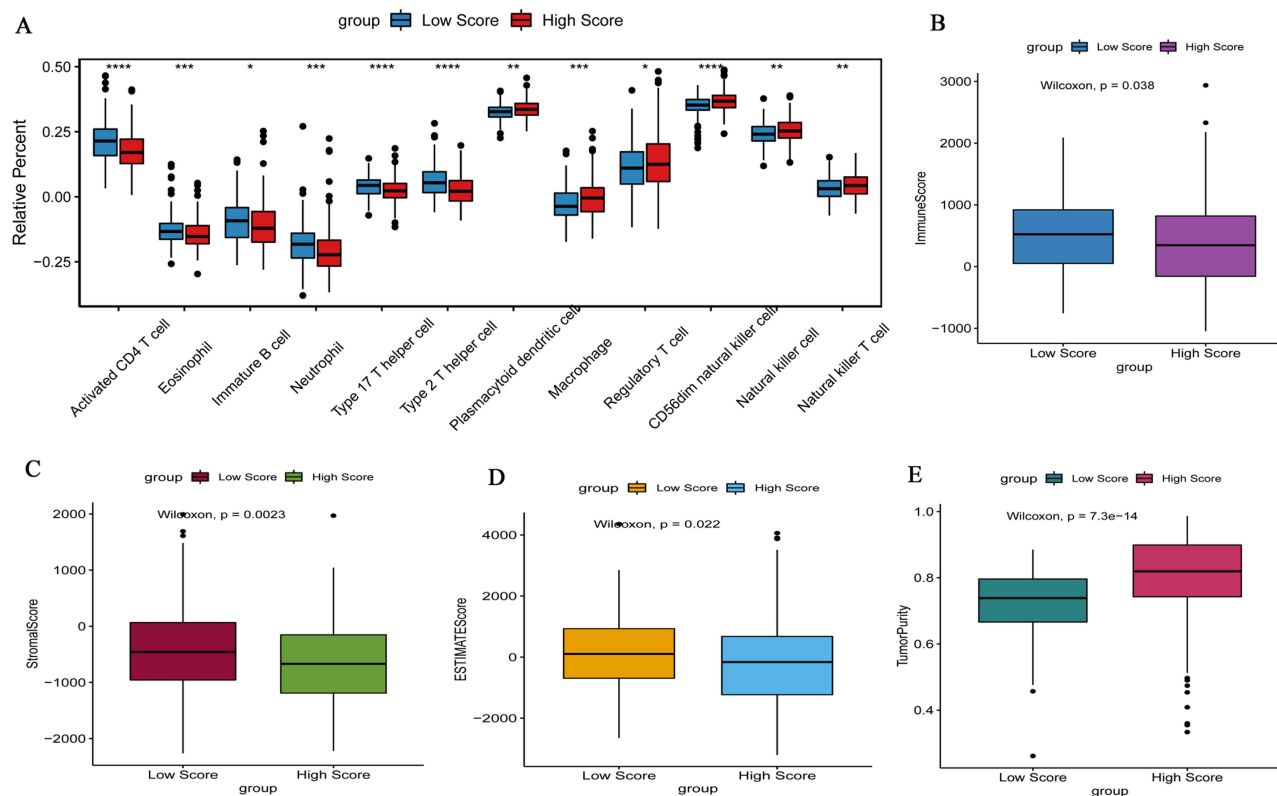 A
group Low Score High Score
Relative Percent
0.50
0.25
0.00
−0.25
**** *** * *** **** **** ** *** * **** ** **
Activated CD4 T cell
Eosinophil
Immature B cell
Neutrophil
Type 17 T helper cell
Type 2 T helper cell
Plasmacytoid dendritic cell
Macrophage
Regulatory T cell
CD56dim natural killer cell
Natural killer cell
Natural killer T cell
B
group Low Score High Score
Wilcoxon, p = 0.038
ImmuneScore
3000
2000
1000
0
−1000
Low Score High Score
group
C
group Low Score High Score
Wilcoxon, p = 0.0023
StromalScore
2000
1000
0
−1000
−2000
Low Score High Score
group
D
group Low Score High Score
Wilcoxon, p = 0.022
ESTIMATEScore
4000
2000
0
−2000
Low Score High Score
group
E
group Low Score High Score
Wilcoxon, p = 7.3e−14
TumorPurity
1.0
0.8
0.6
0.4
Low Score High Score
group